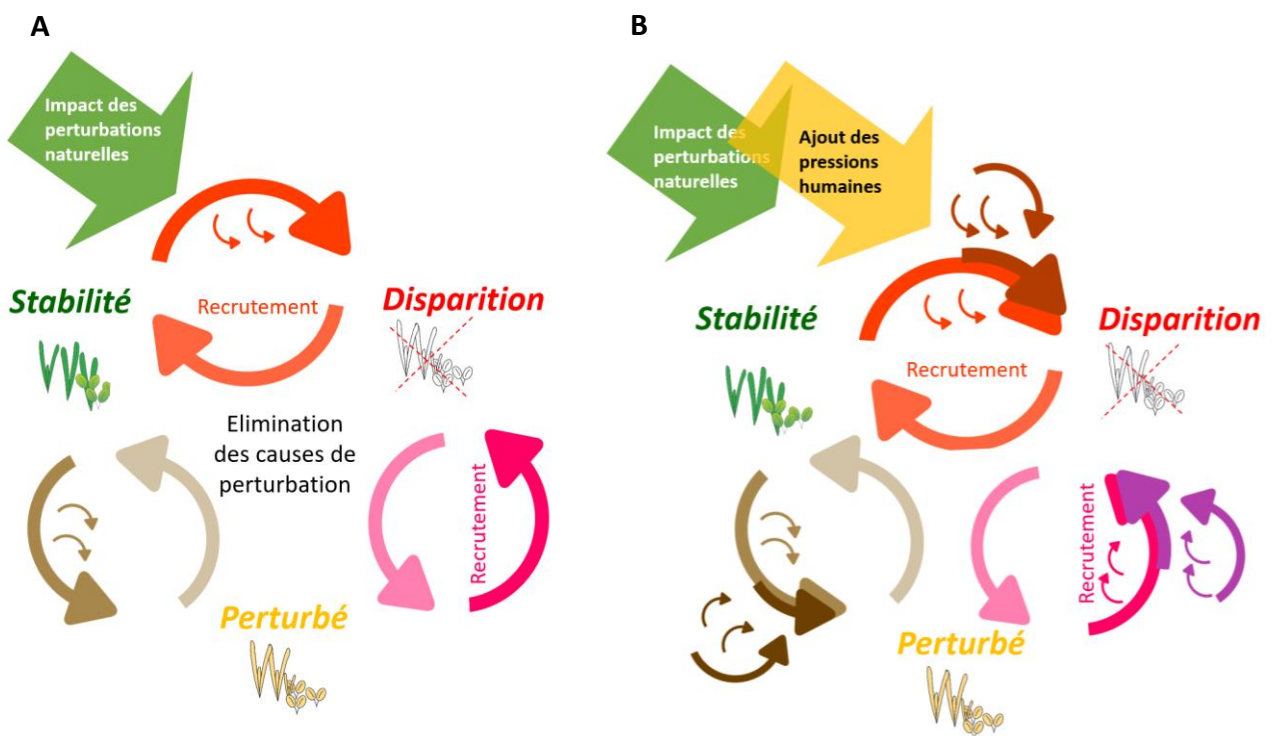 A
Impact des
perturbations
naturelles
Stabilité
Recrutement
Disparition
Elimination
des causes de
perturbation
Recrutement
Perturbé
B
Impact des
perturbations
naturelles
Ajout des
pressions
humaines
Stabilité
Recrutement
Disparition
Recrutement
Perturbé